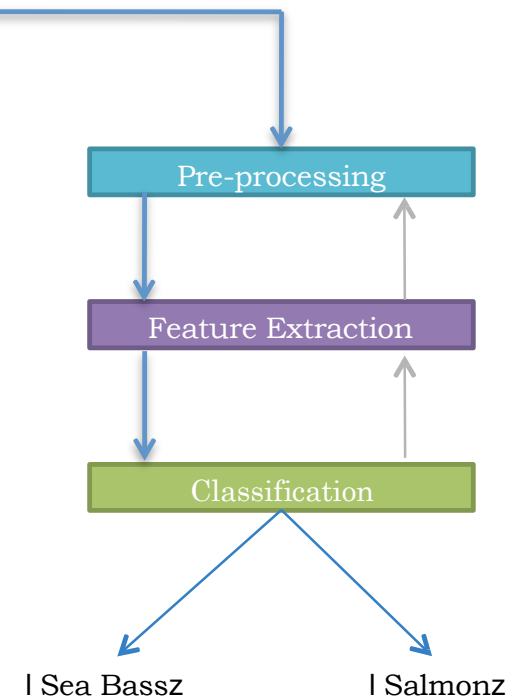 Pre-processing
Feature Extraction
Classification
l Sea Bassz
l Salmonz